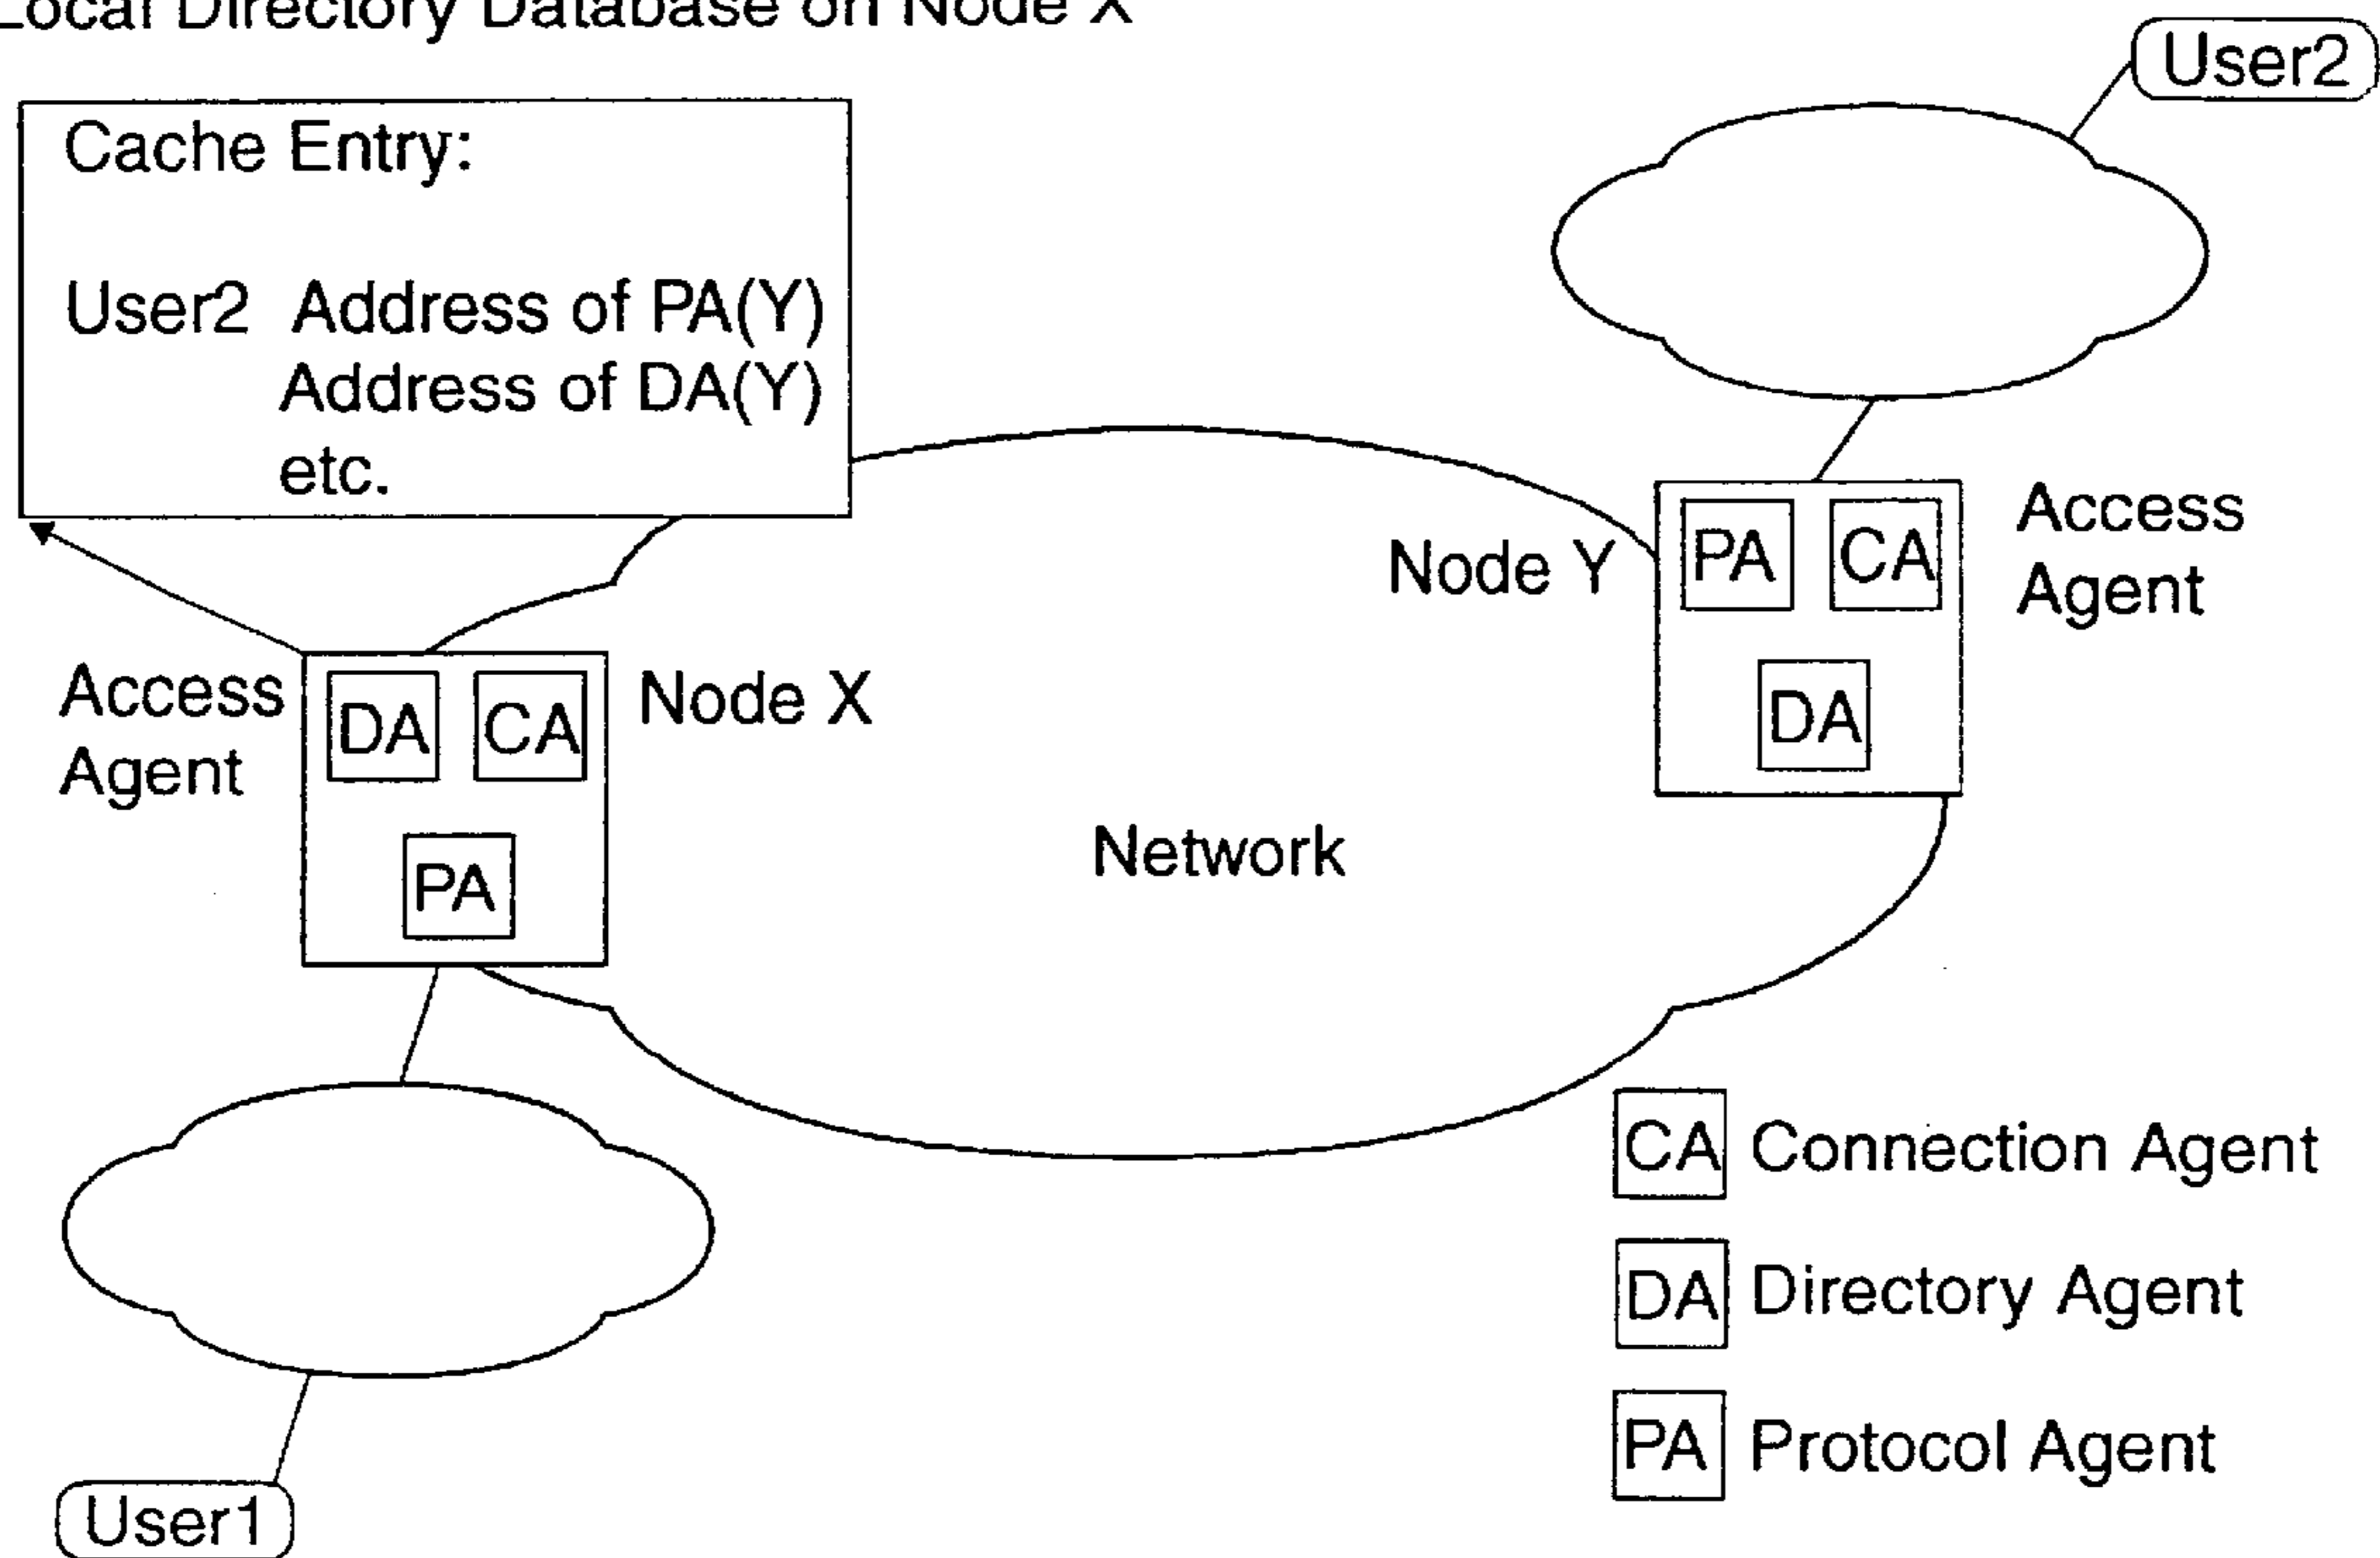 Local Directory Database on Node X
User2
Cache Entry:
User2 Address of PA(Y)
Address of DA(Y)
etc.
Node Y
PA CA
DA
Access
Agent
Access
Agent
DA CA
PA
Node X
Network
CA Connection Agent
DA Directory Agent
PA Protocol Agent
User1